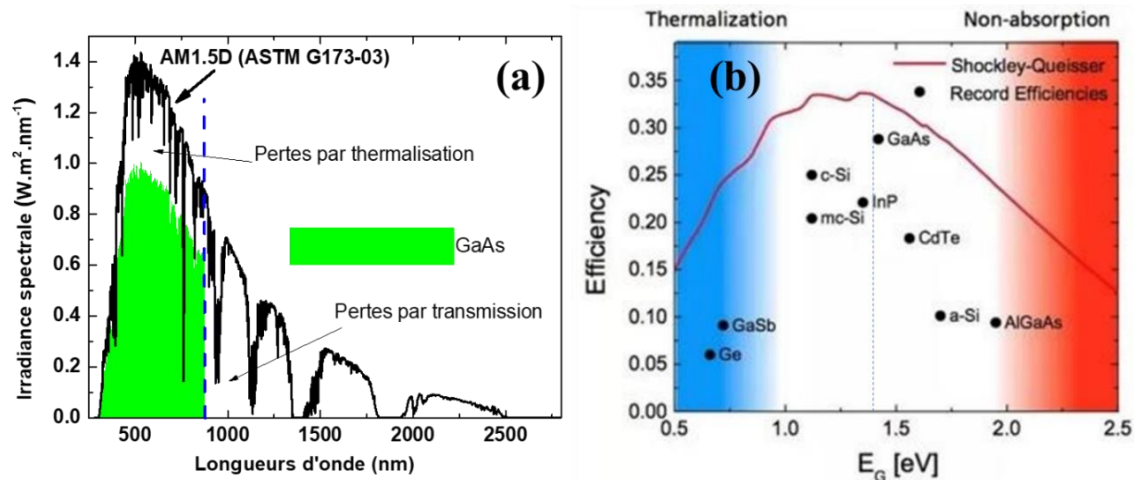 (a)
AM1.5D (ASTM G173-03)
Pertes par thermalisation
GaAs
Pertes par transmission
Irradiance spectrale (W.m².nm⁻¹)
1.4
1.2
1.0
0.8
0.6
0.4
0.2
0.0
500 1000 1500 2000 2500
Longueurs d'onde (nm)
Thermalization Non-absorption
(b)
Shockley-Queisser
Record Efficiencies
GaAs
c-Si
InP
mc-Si
CdTe
GaSb
a-Si
AlGaAs
Ge
Efficiency
0.35
0.30
0.25
0.20
0.15
0.10
0.05
0.00
0.5 1.0 1.5 2.0 2.5
E_G [eV]